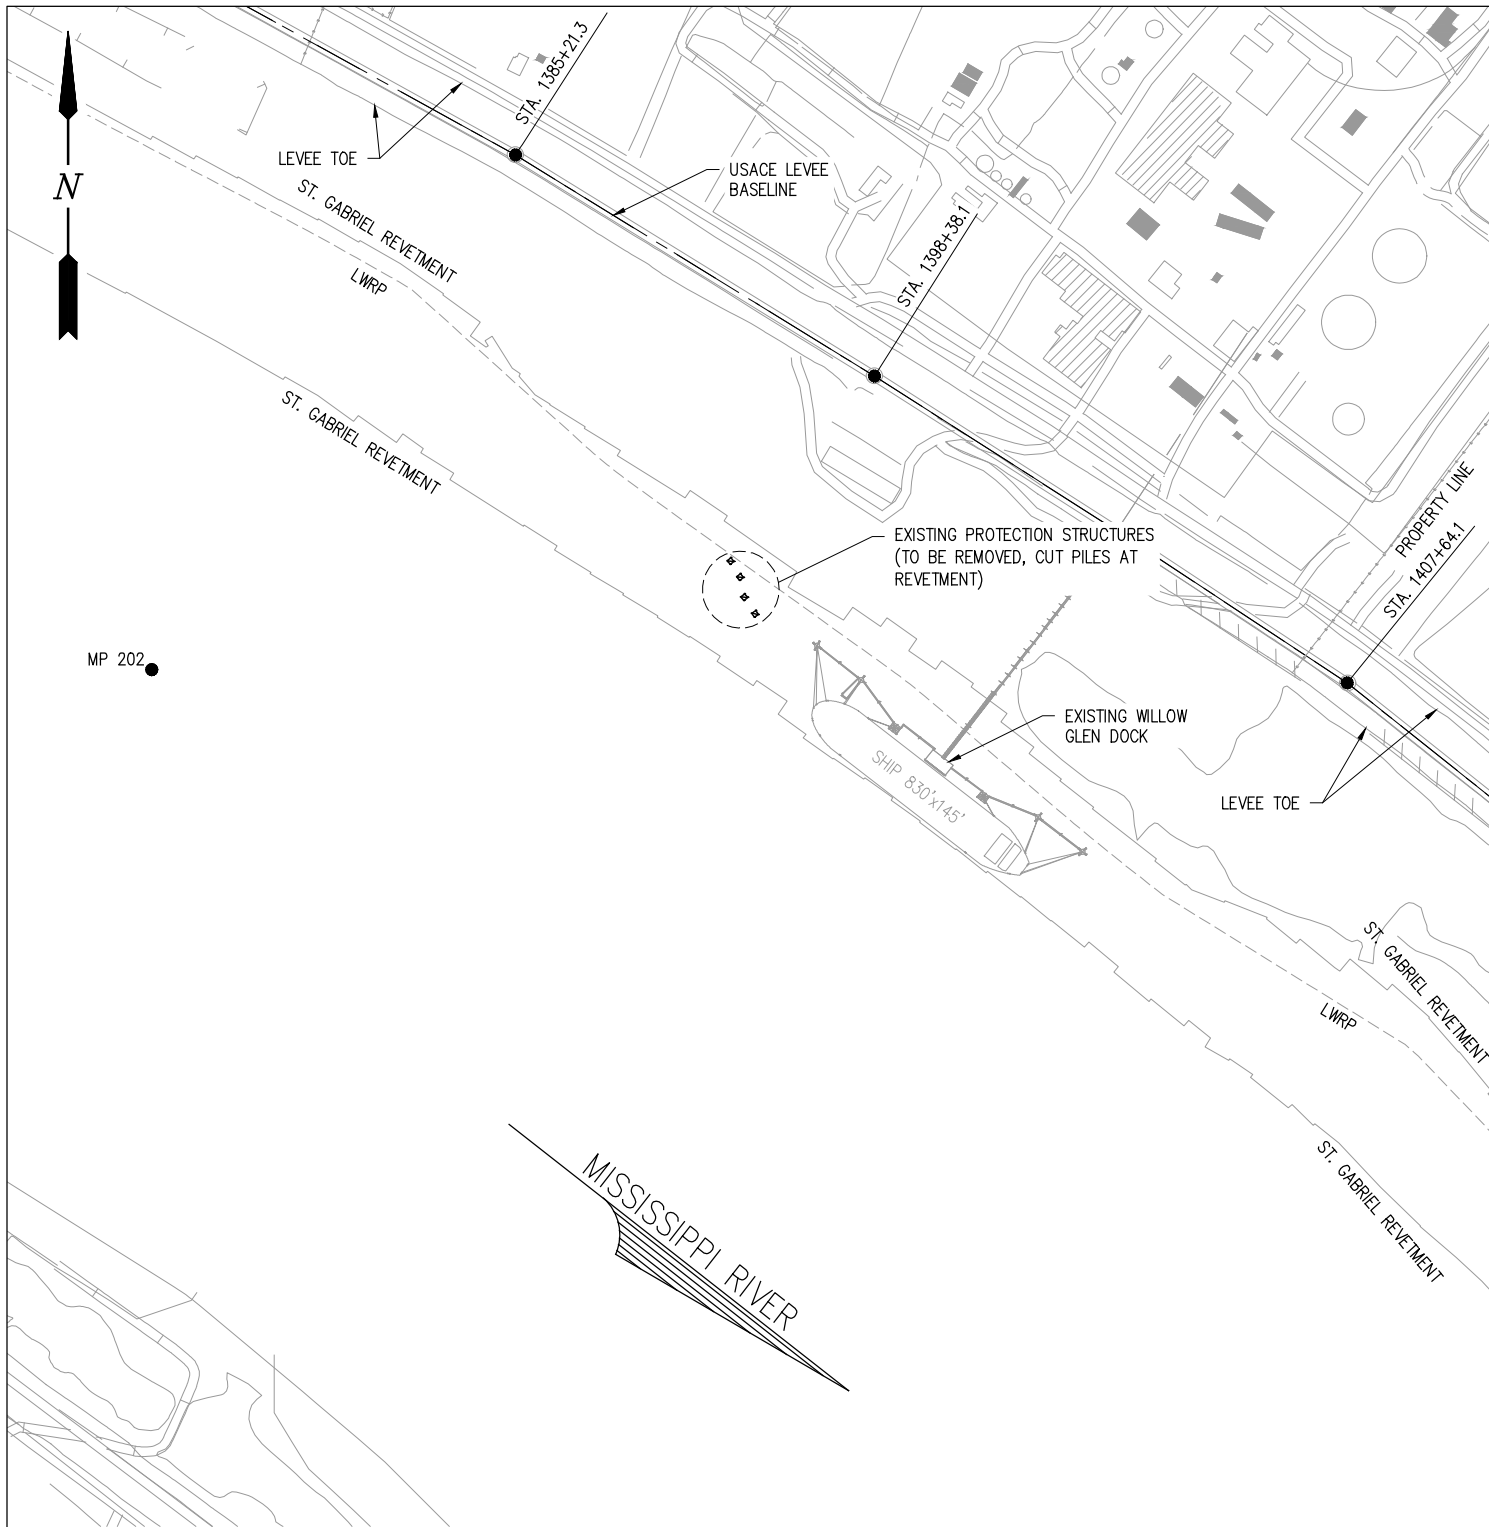 STA. 1385+21.3
N
LEVEE TOE
USACE LEVEE
BASELINE
ST. GABRIEL REVETMENT
LWRP
STA. 1398+38.1
ST. GABRIEL REVETMENT
EXISTING PROTECTION STRUCTURES
(TO BE REMOVED, CUT PILES AT
REVETMENT)
PROPERTY LINE
STA. 1407+64.1
MP 202
EXISTING WILLOW
GLEN DOCK
SHIP 830'x145'
LEVEE TOE
ST. GABRIEL REVETMENT
LWRP
ST. GABRIEL REVETMENT
MISSISSIPPI RIVER